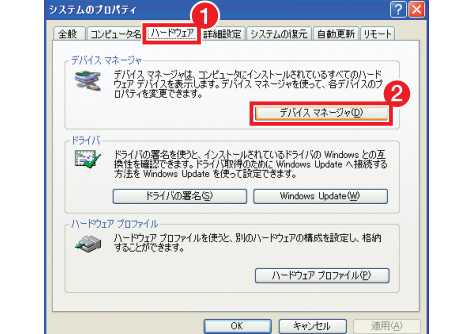 システムのプロパティ
1
全般 コンピュータ名 ハードウェア 詳細設定 システムの復元 自動更新 リモート
デバイス マネージャ
デバイス マネージャは、コンピュータにインストールされているすべてのハード
ウェア デバイスを表示します。デバイス マネージャを使って、各デバイスのプ
ロパティを変更できます。
2
デバイス マネージャ(D)
ドライバ
ドライバの署名を使うと、インストールされているドライバの Windows との互
換性を確認できます。ドライバ取得のために Windows Update へ接続する
方法を Windows Update を使って設定できます。
ドライバの署名(S) Windows Update(W)
ハードウェア プロファイル
ハードウェア プロファイルを使うと、別のハードウェアの構成を設定し、格納
することができます。
ハードウェア プロファイル(P)
OK キャンセル 適用(A)